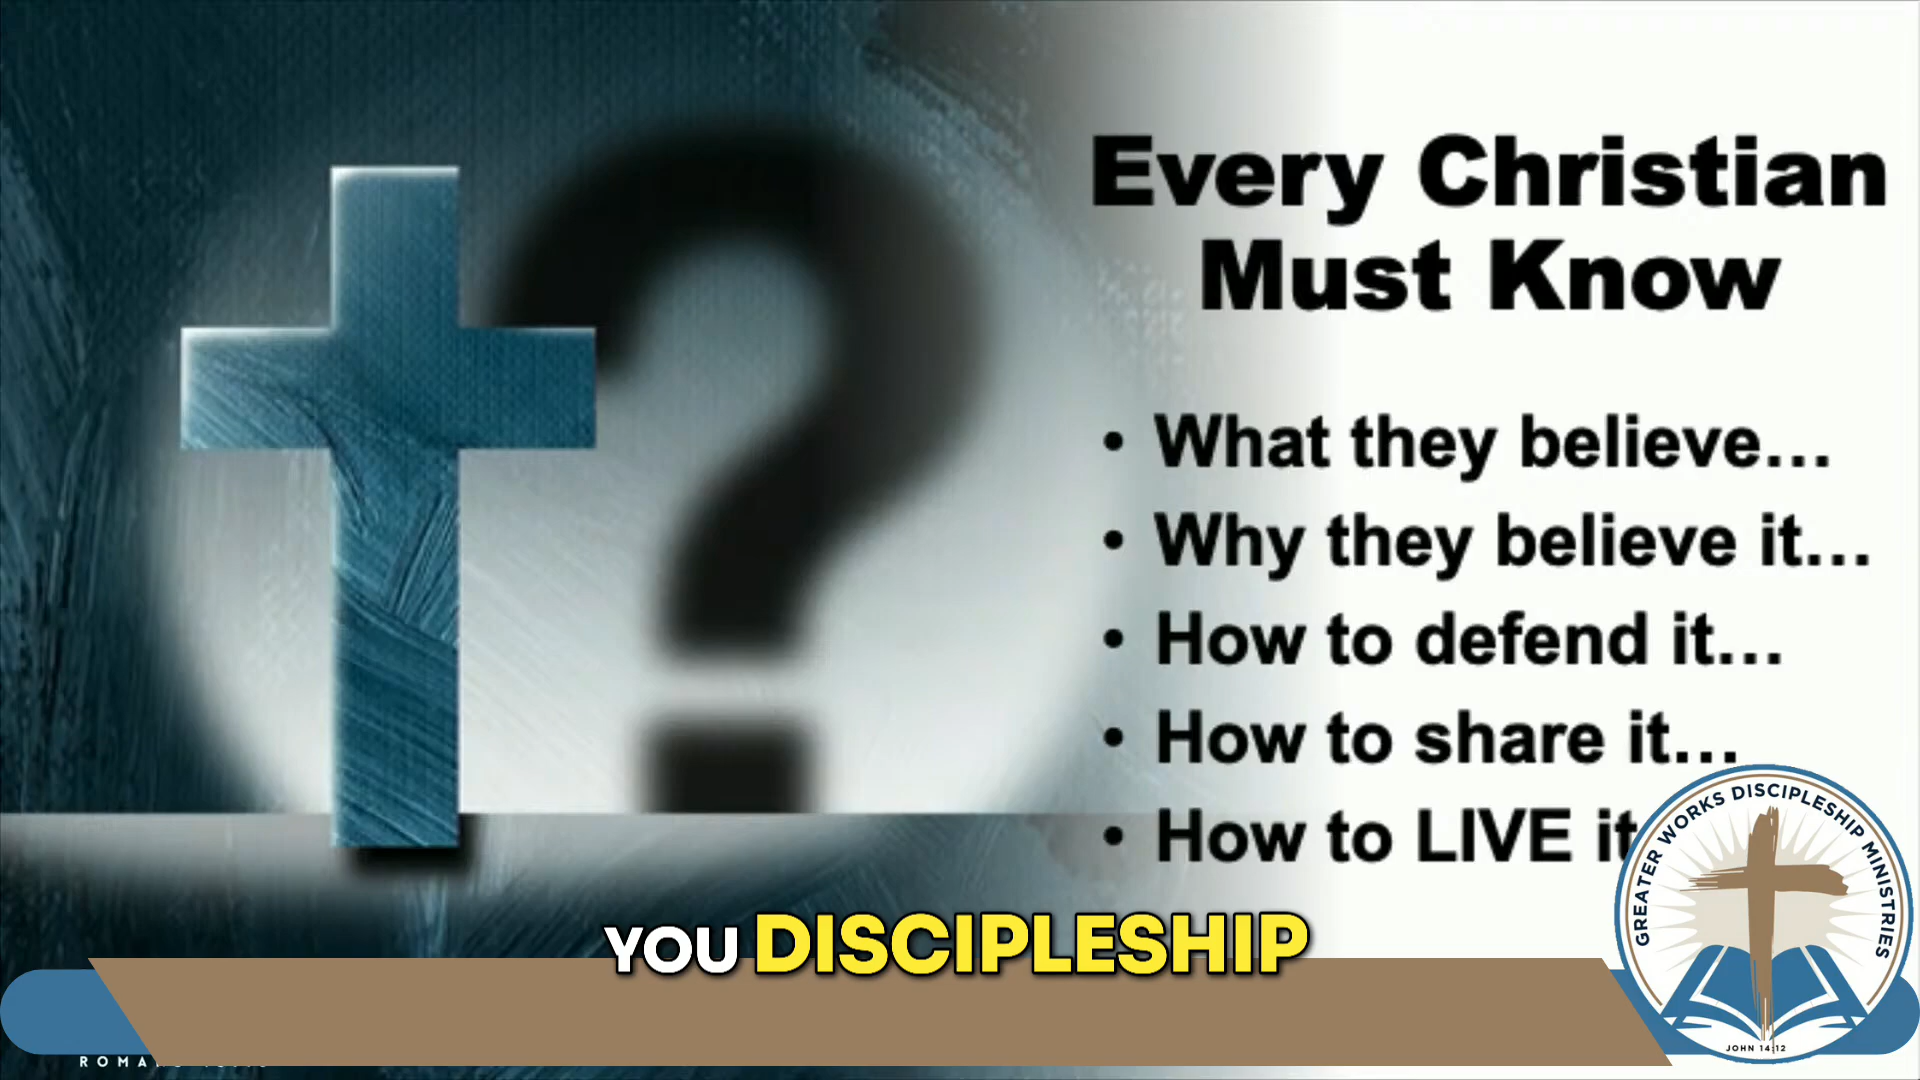 Every Christian
Must Know
• What they believe...
• Why they believe it...
• How to defend it...
• How to share it...
• How to LIVE it
YOU DISCIPLESHIP
GREATER WORKS DISCIPLESHIP MINISTRIES
JOHN 14:12